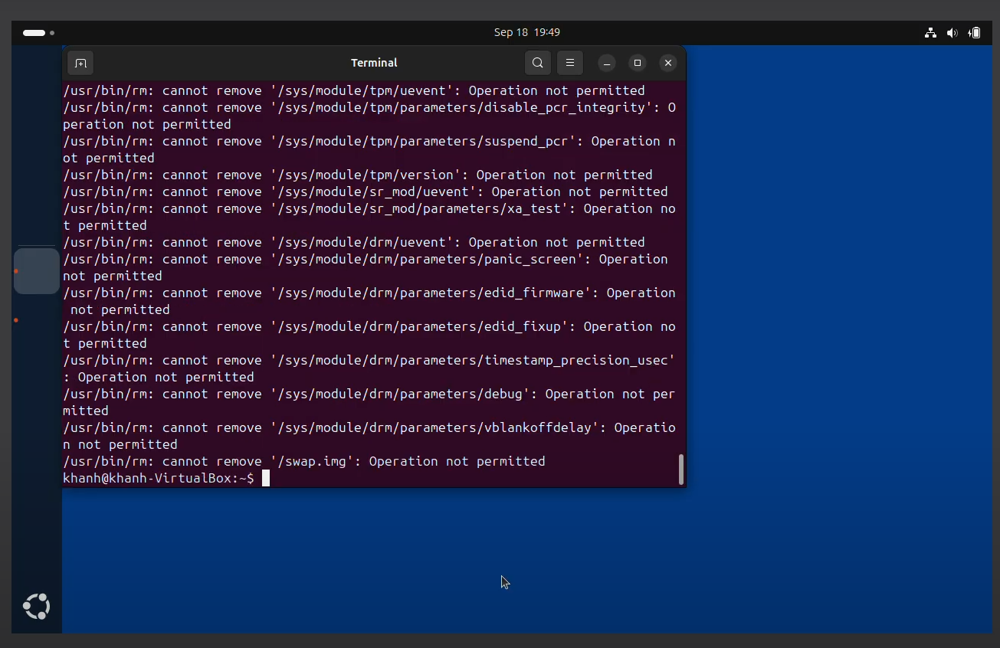 Sep 18 19:49
Terminal
/usr/bin/rm: cannot remove '/sys/module/tpm/uevent': Operation not permitted
/usr/bin/rm: cannot remove '/sys/module/tpm/parameters/disable_pcr_integrity': O
peration not permitted
/usr/bin/rm: cannot remove '/sys/module/tpm/parameters/suspend_pcr': Operation n
ot permitted
/usr/bin/rm: cannot remove '/sys/module/tpm/version': Operation not permitted
/usr/bin/rm: cannot remove '/sys/module/sr_mod/uevent': Operation not permitted
/usr/bin/rm: cannot remove '/sys/module/sr_mod/parameters/xa_test': Operation no
t permitted
/usr/bin/rm: cannot remove '/sys/module/drm/uevent': Operation not permitted
/usr/bin/rm: cannot remove '/sys/module/drm/parameters/panic_screen': Operation
not permitted
/usr/bin/rm: cannot remove '/sys/module/drm/parameters/edid_firmware': Operation
 not permitted
/usr/bin/rm: cannot remove '/sys/module/drm/parameters/edid_fixup': Operation no
t permitted
/usr/bin/rm: cannot remove '/sys/module/drm/parameters/timestamp_precision_usec'
: Operation not permitted
/usr/bin/rm: cannot remove '/sys/module/drm/parameters/debug': Operation not per
mitted
/usr/bin/rm: cannot remove '/sys/module/drm/parameters/vblankoffdelay': Operatio
n not permitted
/usr/bin/rm: cannot remove '/swap.img': Operation not permitted
khanh@khanh-VirtualBox:~$